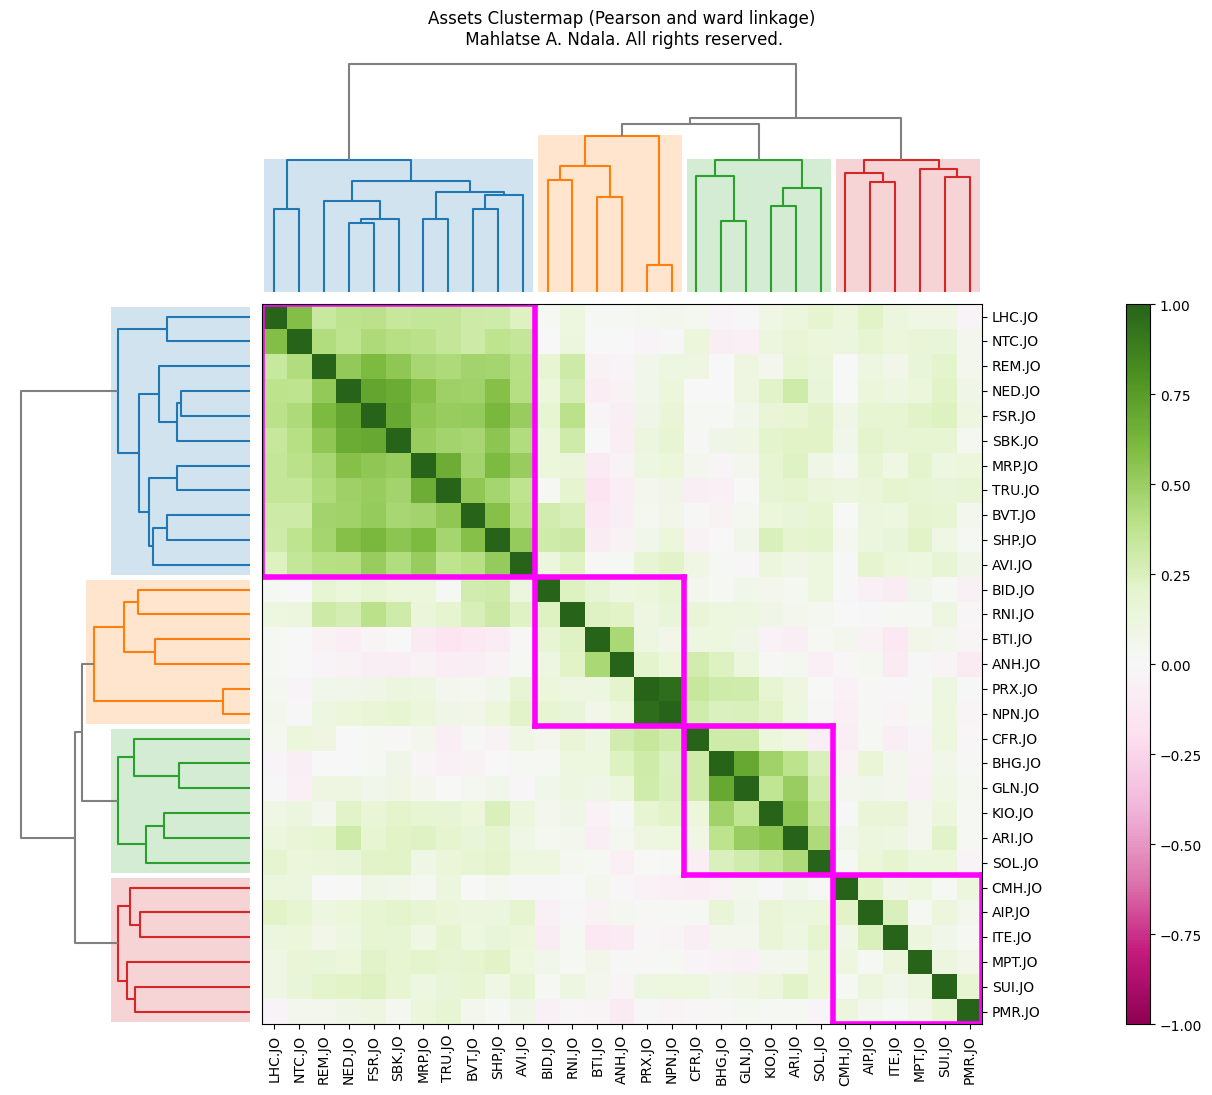 Assets Clustermap (Pearson and ward linkage)
Mahlatse A. Ndala. All rights reserved.
LHC.JO
NTC.JO
REM.JO
NED.JO
FSR.JO
SBK.JO
MRP.JO
TRU.JO
BVT.JO
SHP.JO
AVI.JO
BID.JO
RNI.JO
BTI.JO
ANH.JO
PRX.JO
NPN.JO
CFR.JO
BHG.JO
GLN.JO
KIO.JO
ARI.JO
SOL.JO
CMH.JO
AIP.JO
ITE.JO
MPT.JO
SUI.JO
PMR.JO
1.00
0.75
0.50
0.25
0.00
−0.25
−0.50
−0.75
−1.00
LHC.JO
NTC.JO
REM.JO
NED.JO
FSR.JO
SBK.JO
MRP.JO
TRU.JO
BVT.JO
SHP.JO
AVI.JO
BID.JO
RNI.JO
BTI.JO
ANH.JO
PRX.JO
NPN.JO
CFR.JO
BHG.JO
GLN.JO
KIO.JO
ARI.JO
SOL.JO
CMH.JO
AIP.JO
ITE.JO
MPT.JO
SUI.JO
PMR.JO